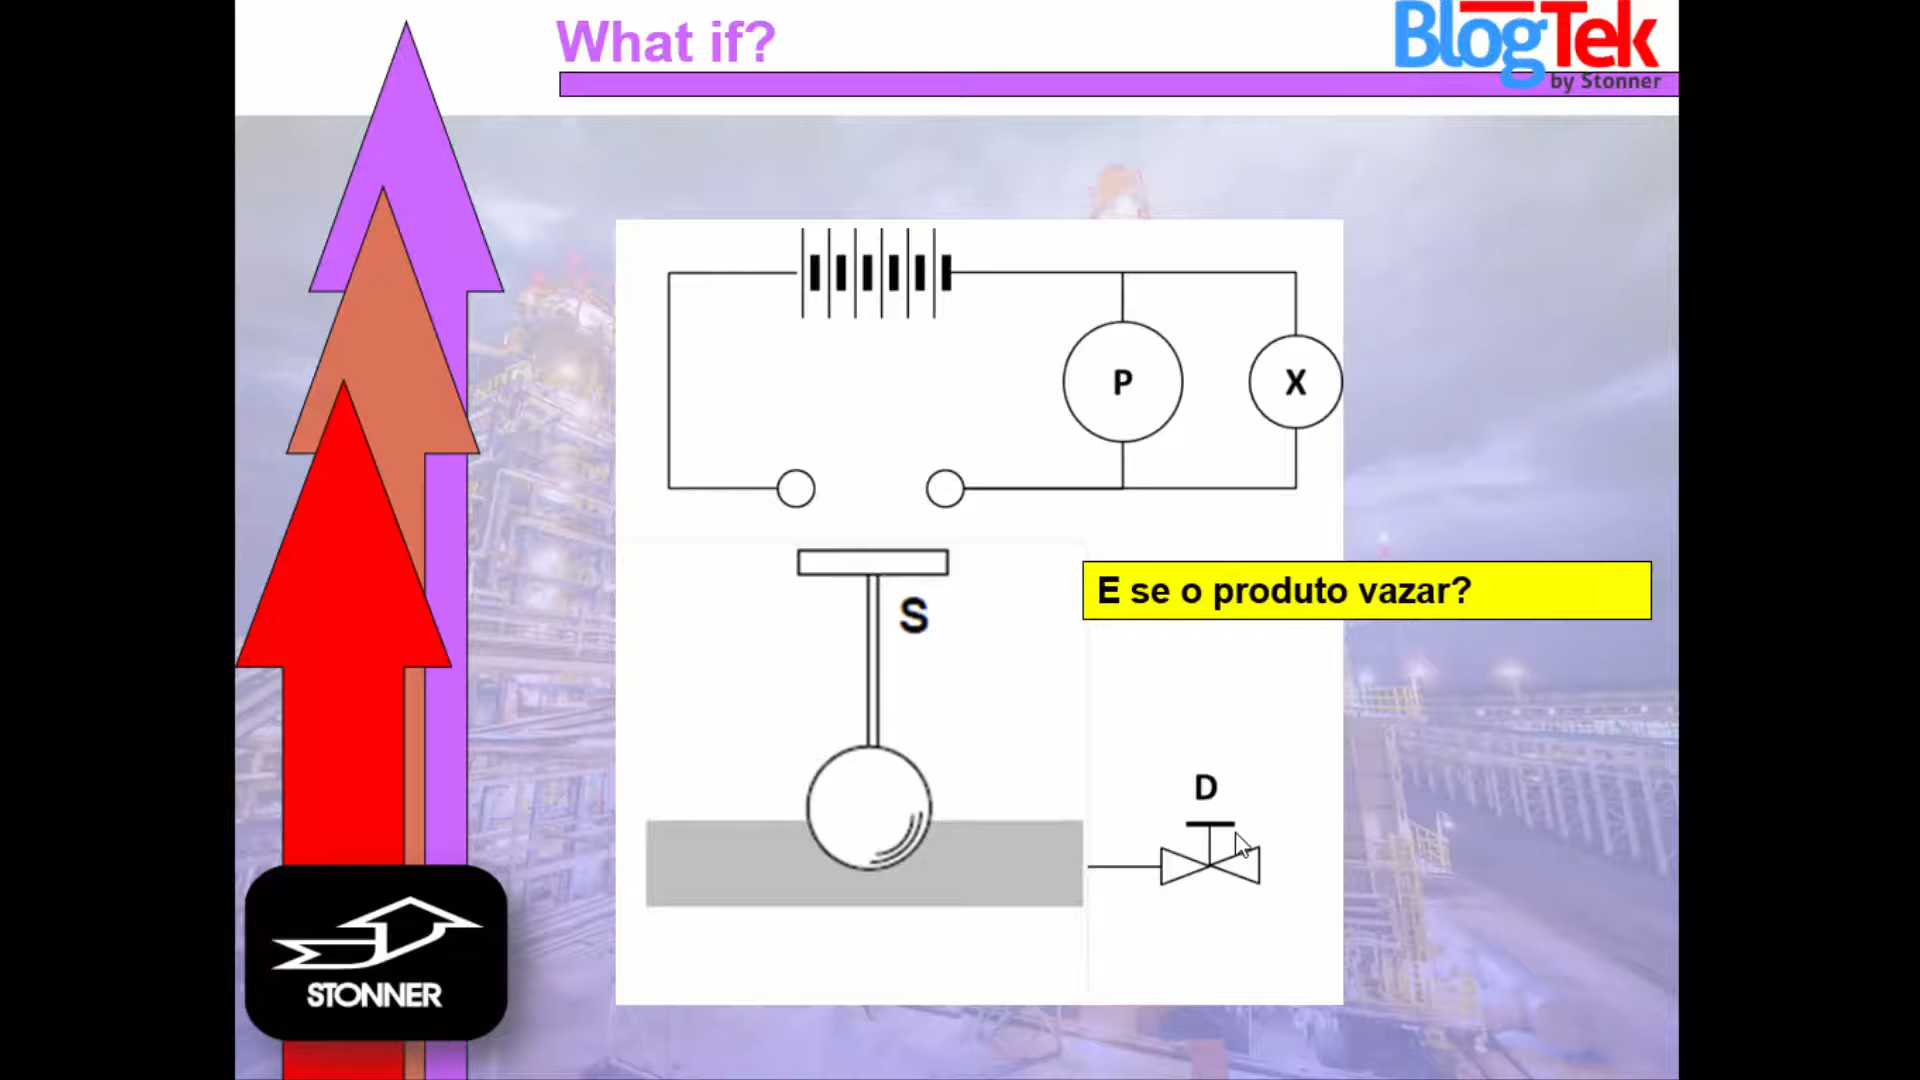 What if?
BlogTek
by Stonner
P
X
S
E se o produto vazar?
D
STONNER